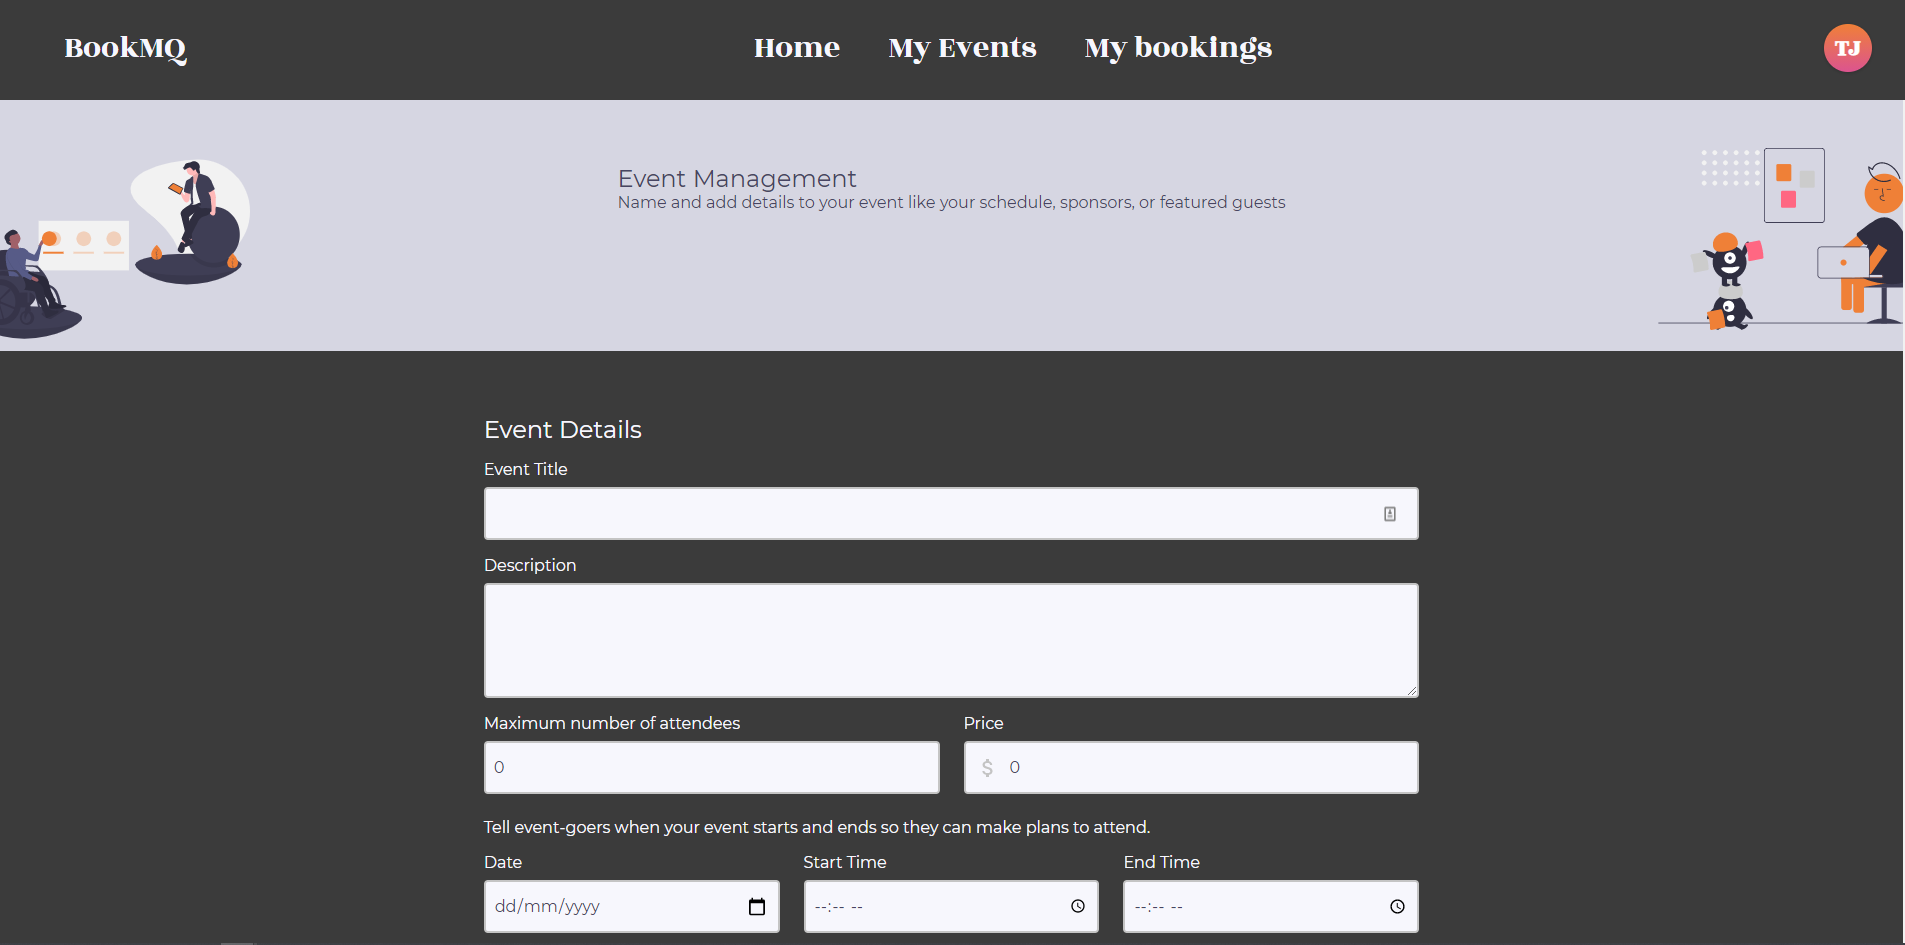 BookMQ
Home My Events My bookings
TJ
Event Management
Name and add details to your event like your schedule, sponsors, or featured guests
Event Details
Event Title
Description
Maximum number of attendees Price
0 $ 0
Tell event-goers when your event starts and ends so they can make plans to attend.
Date Start Time End Time
dd/mm/yyyy --:-- -- --:-- --